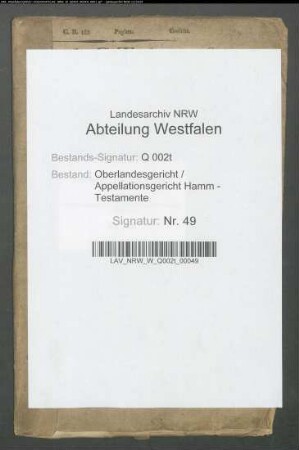 Landesarchiv NRW
Abteilung Westfalen
Bestands-Signatur: Q 002t
Bestand: Oberlandesgericht /
Appellationsgericht Hamm -
Testamente
Signatur: Nr. 49
LAV_NRW_W_Q002t_00049